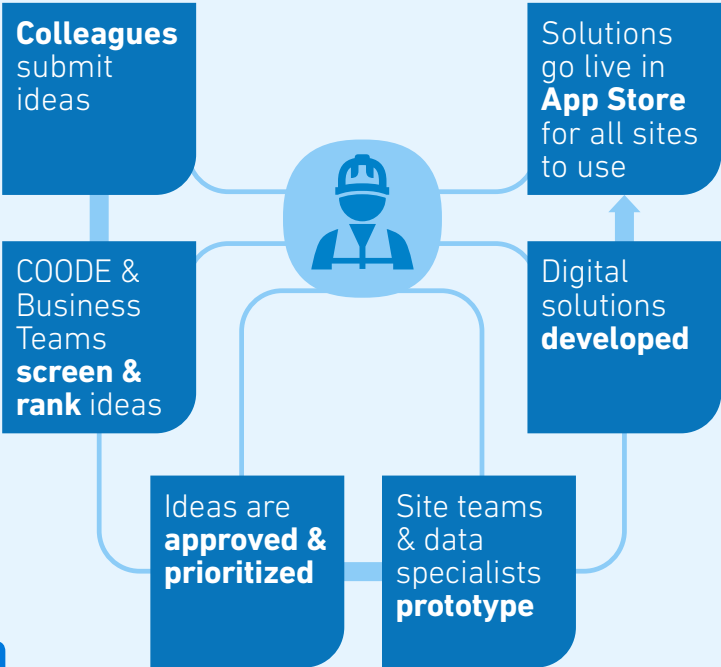 Colleagues
submit
ideas
COODE &
Business
Teams
screen &
rank ideas
Ideas are
approved &
prioritized
Site teams
& data
specialists
prototype
Digital
solutions
developed
Solutions
go live in
App Store
for all sites
to use